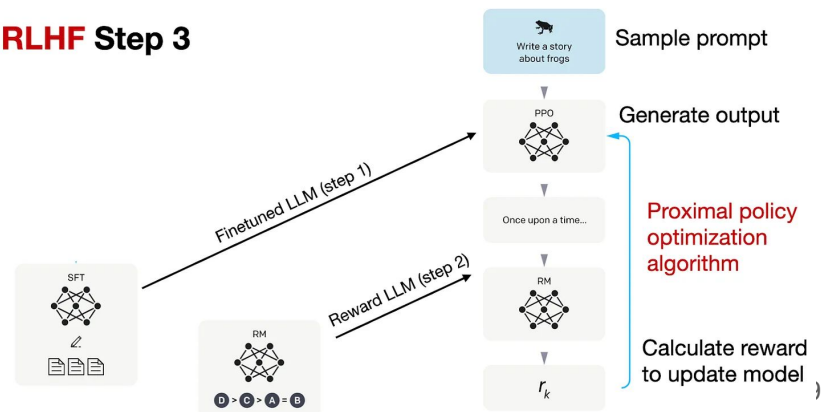 RLHF Step 3
Write a story
about frogs
Sample prompt
PPO
Generate output
Finetuned LLM (step 1)
Once upon a time...
Proximal policy
optimization
algorithm
SFT
Reward LLM (step 2)
RM
RM
D > C > A = B
Calculate reward
to update model
rₖ